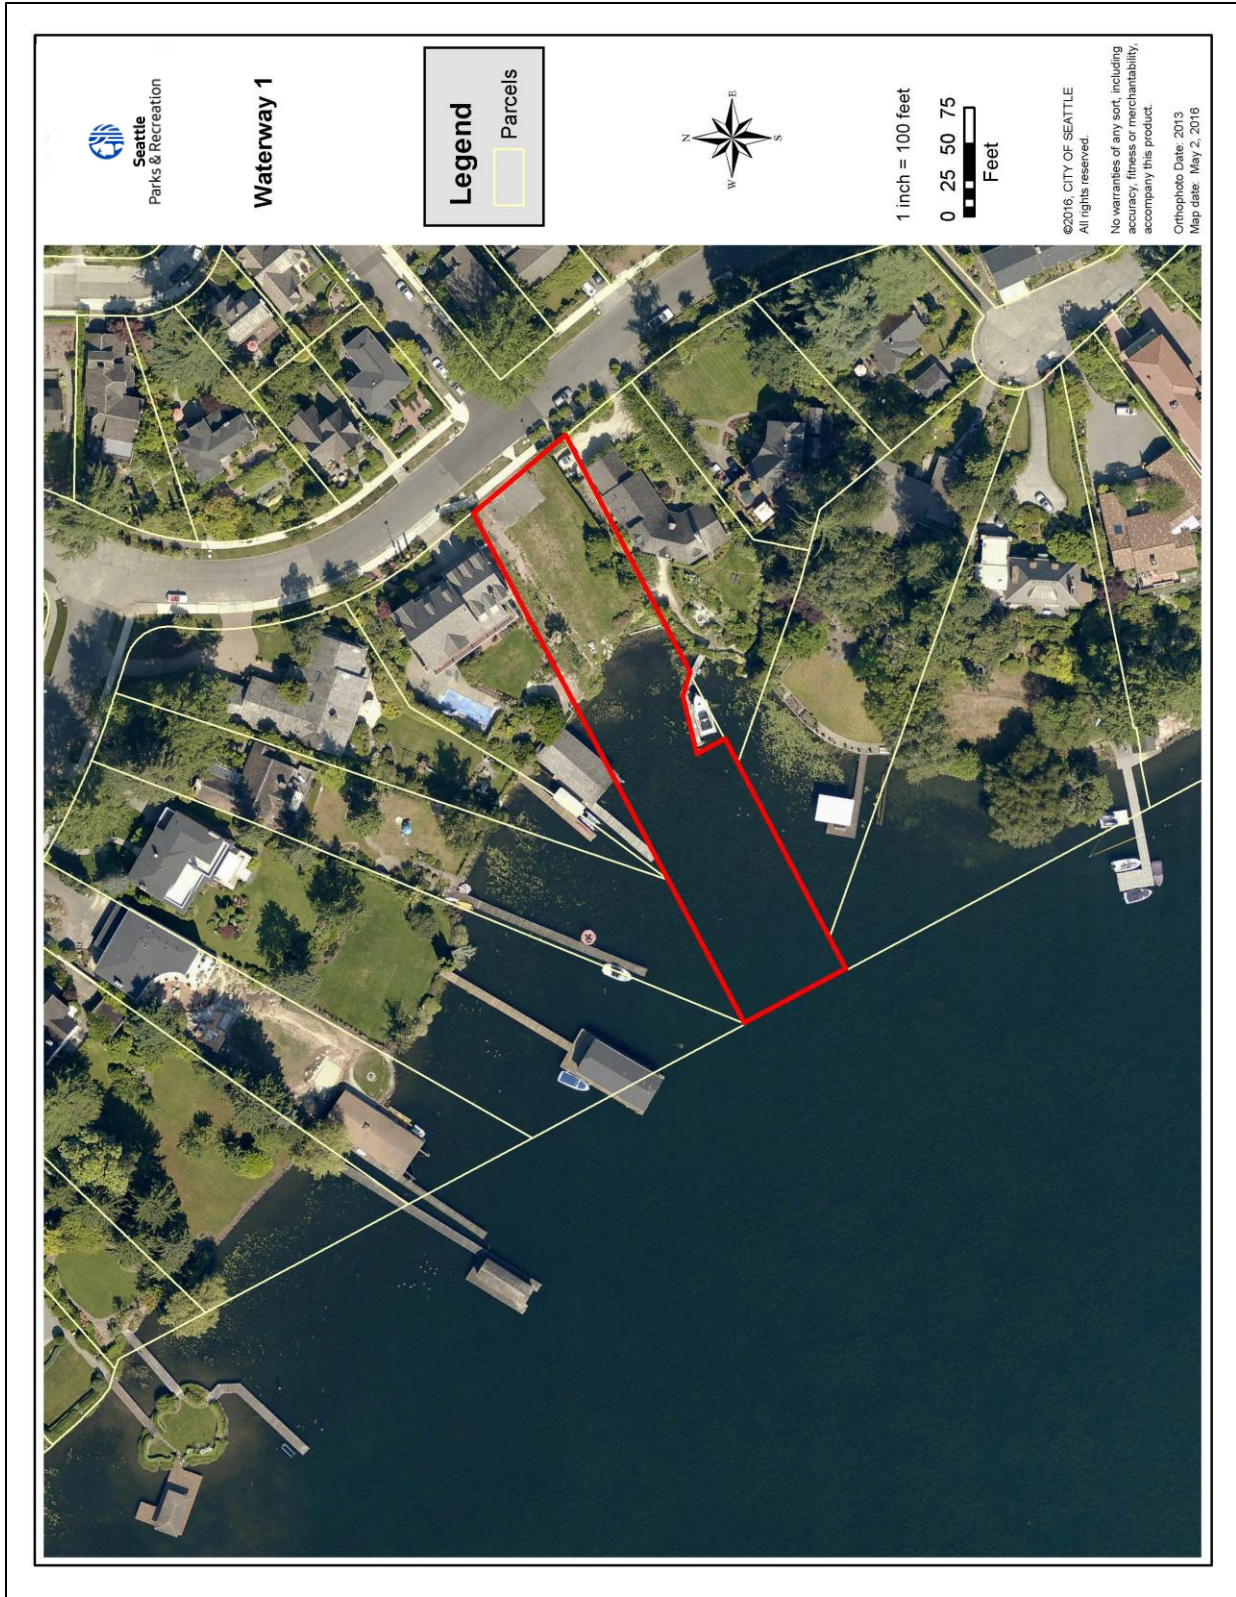 Seattle
Parks & Recreation
Waterway 1
Legend
Parcels
N
E
S
W
1 inch = 100 feet
0 25 50 75
Feet
©2016, CITY OF SEATTLE
All rights reserved.
No warranties of any sort, including
accuracy, fitness or merchantability,
accompany this product.
Orthophoto Date: 2013
Map date: May 2, 2016